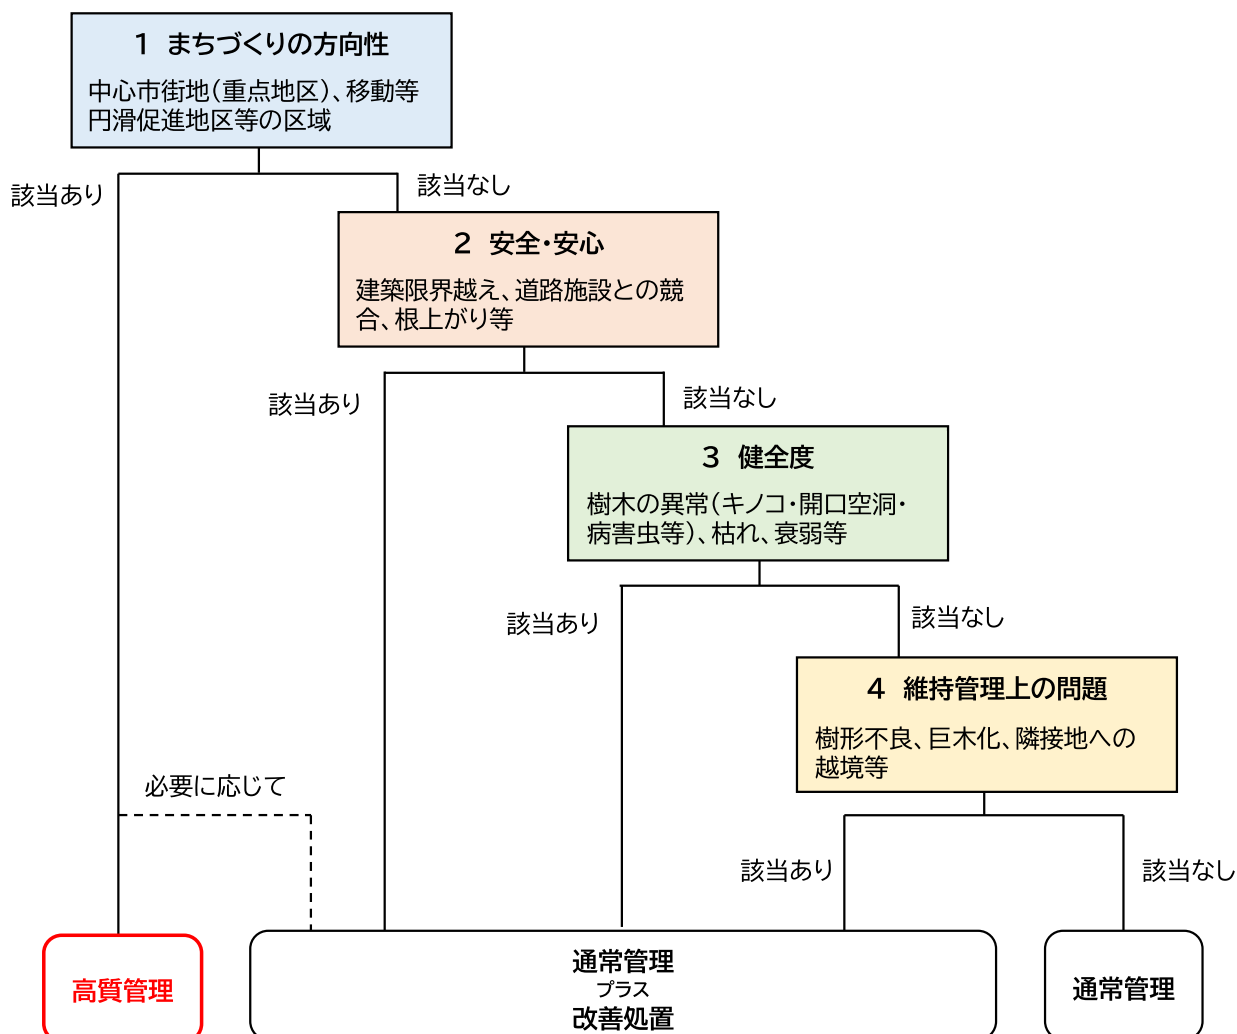 1 まちづくりの方向性
中心市街地(重点地区)、移動等
円滑促進地区等の区域
該当あり
該当なし
2 安全・安心
建築限界越え、道路施設との競
合、根上がり等
該当あり
該当なし
3 健全度
樹木の異常(キノコ・開口空洞・
病害虫等)、枯れ、衰弱等
該当あり
該当なし
4 維持管理上の問題
樹形不良、巨木化、隣接地への
越境等
必要に応じて
該当あり
該当なし
高質管理
通常管理
プラス
改善処置
通常管理